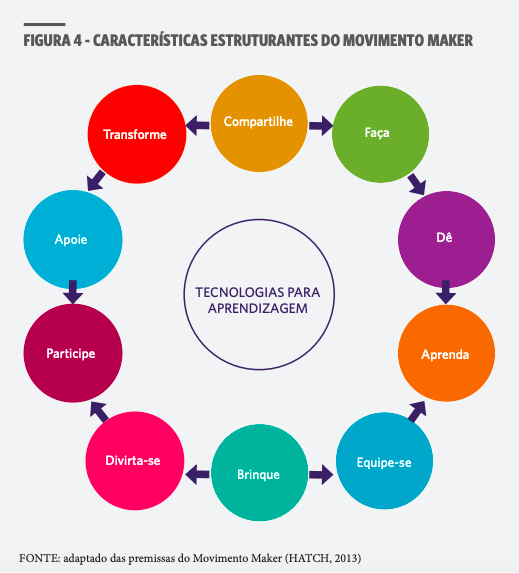 FIGURA 4 - CARACTERÍSTICAS ESTRUTURANTES DO MOVIMENTO MAKER
Compartilhe
Transforme
Faça
Apoie
Dê
TECNOLOGIAS PARA
APRENDIZAGEM
Participe
Aprenda
Divirta-se
Brinque
Equipe-se
FONTE: adaptado das premissas do Movimento Maker (HATCH, 2013)